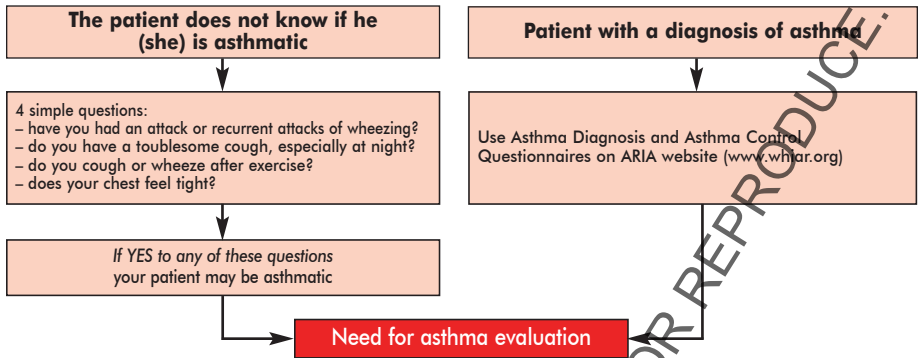 The patient does not know if he
(she) is asthmatic
4 simple questions:
– have you had an attack or recurrent attacks of wheezing?
– do you have a toublesome cough, especially at night?
– do you cough or wheeze after exercise?
– does your chest feel tight?
If YES to any of these questions
your patient may be asthmatic
Patient with a diagnosis of asthma
Use Asthma Diagnosis and Asthma Control
Questionnaires on ARIA website (www.whiar.org)
Need for asthma evaluation
OR REPRODUCE.